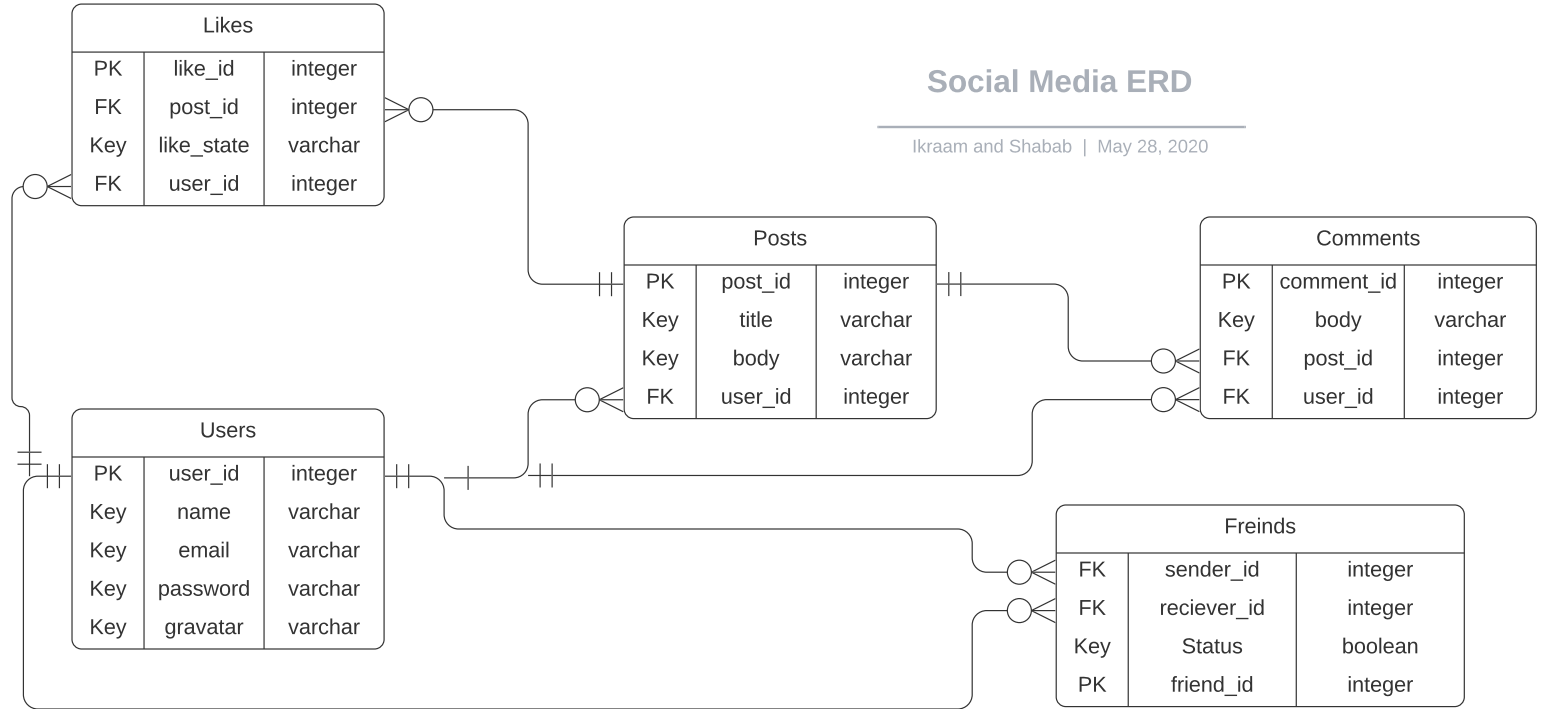 Social Media ERD
Ikraam and Shabab | May 28, 2020
Likes
PK like_id integer
FK post_id integer
Key like_state varchar
FK user_id integer
Posts
PK post_id integer
Key title varchar
Key body varchar
FK user_id integer
Comments
PK comment_id integer
Key body varchar
FK post_id integer
FK user_id integer
Users
PK user_id integer
Key name varchar
Key email varchar
Key password varchar
Key gravatar varchar
Freinds
FK sender_id integer
FK reciever_id integer
Key Status boolean
PK friend_id integer